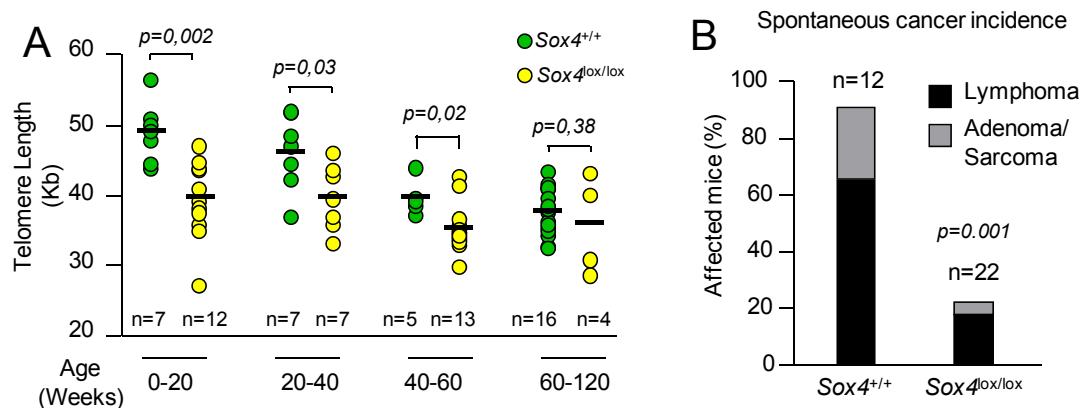 A
p=0,002
p=0,03
p=0,02
p=0,38
Sox4+/+
Sox4lox/lox
Telomere Length
(Kb)
60
50
40
30
20
n=7 n=12 n=7 n=7 n=5 n=13 n=16 n=4
Age
(Weeks)
0-20 20-40 40-60 60-120
B
Spontaneous cancer incidence
Affected mice (%)
100
80
60
40
20
0
n=12
p=0.001
n=22
Lymphoma
Adenoma/
Sarcoma
Sox4+/+ Sox4lox/lox